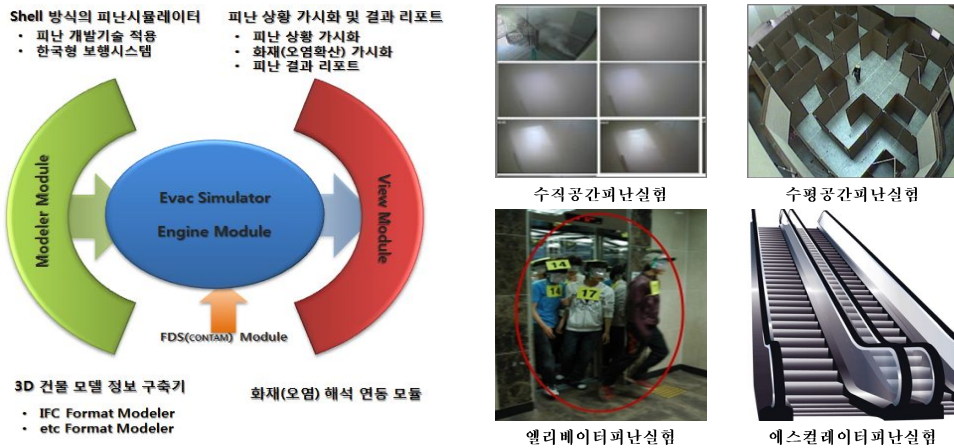 Shell 방식의 피난시뮬레이터
• 피난 개발기술 적용
• 한국형 보행시스템
피난 상황 가시화 및 결과 리포트
• 피난 상황 가시화
• 화재(오염확산) 가시화
• 피난 결과 리포트
Modeler Module
Evac Simulator
Engine Module
View Module
FDS(CONTAM) Module
3D 건물 모델 정보 구축기
• IFC Format Modeler
• etc Format Modeler
화재(오염) 해석 연동 모듈
수직공간피난실험
수평공간피난실험
14
14
17
엘리베이터피난실험
에스컬레이터피난실험